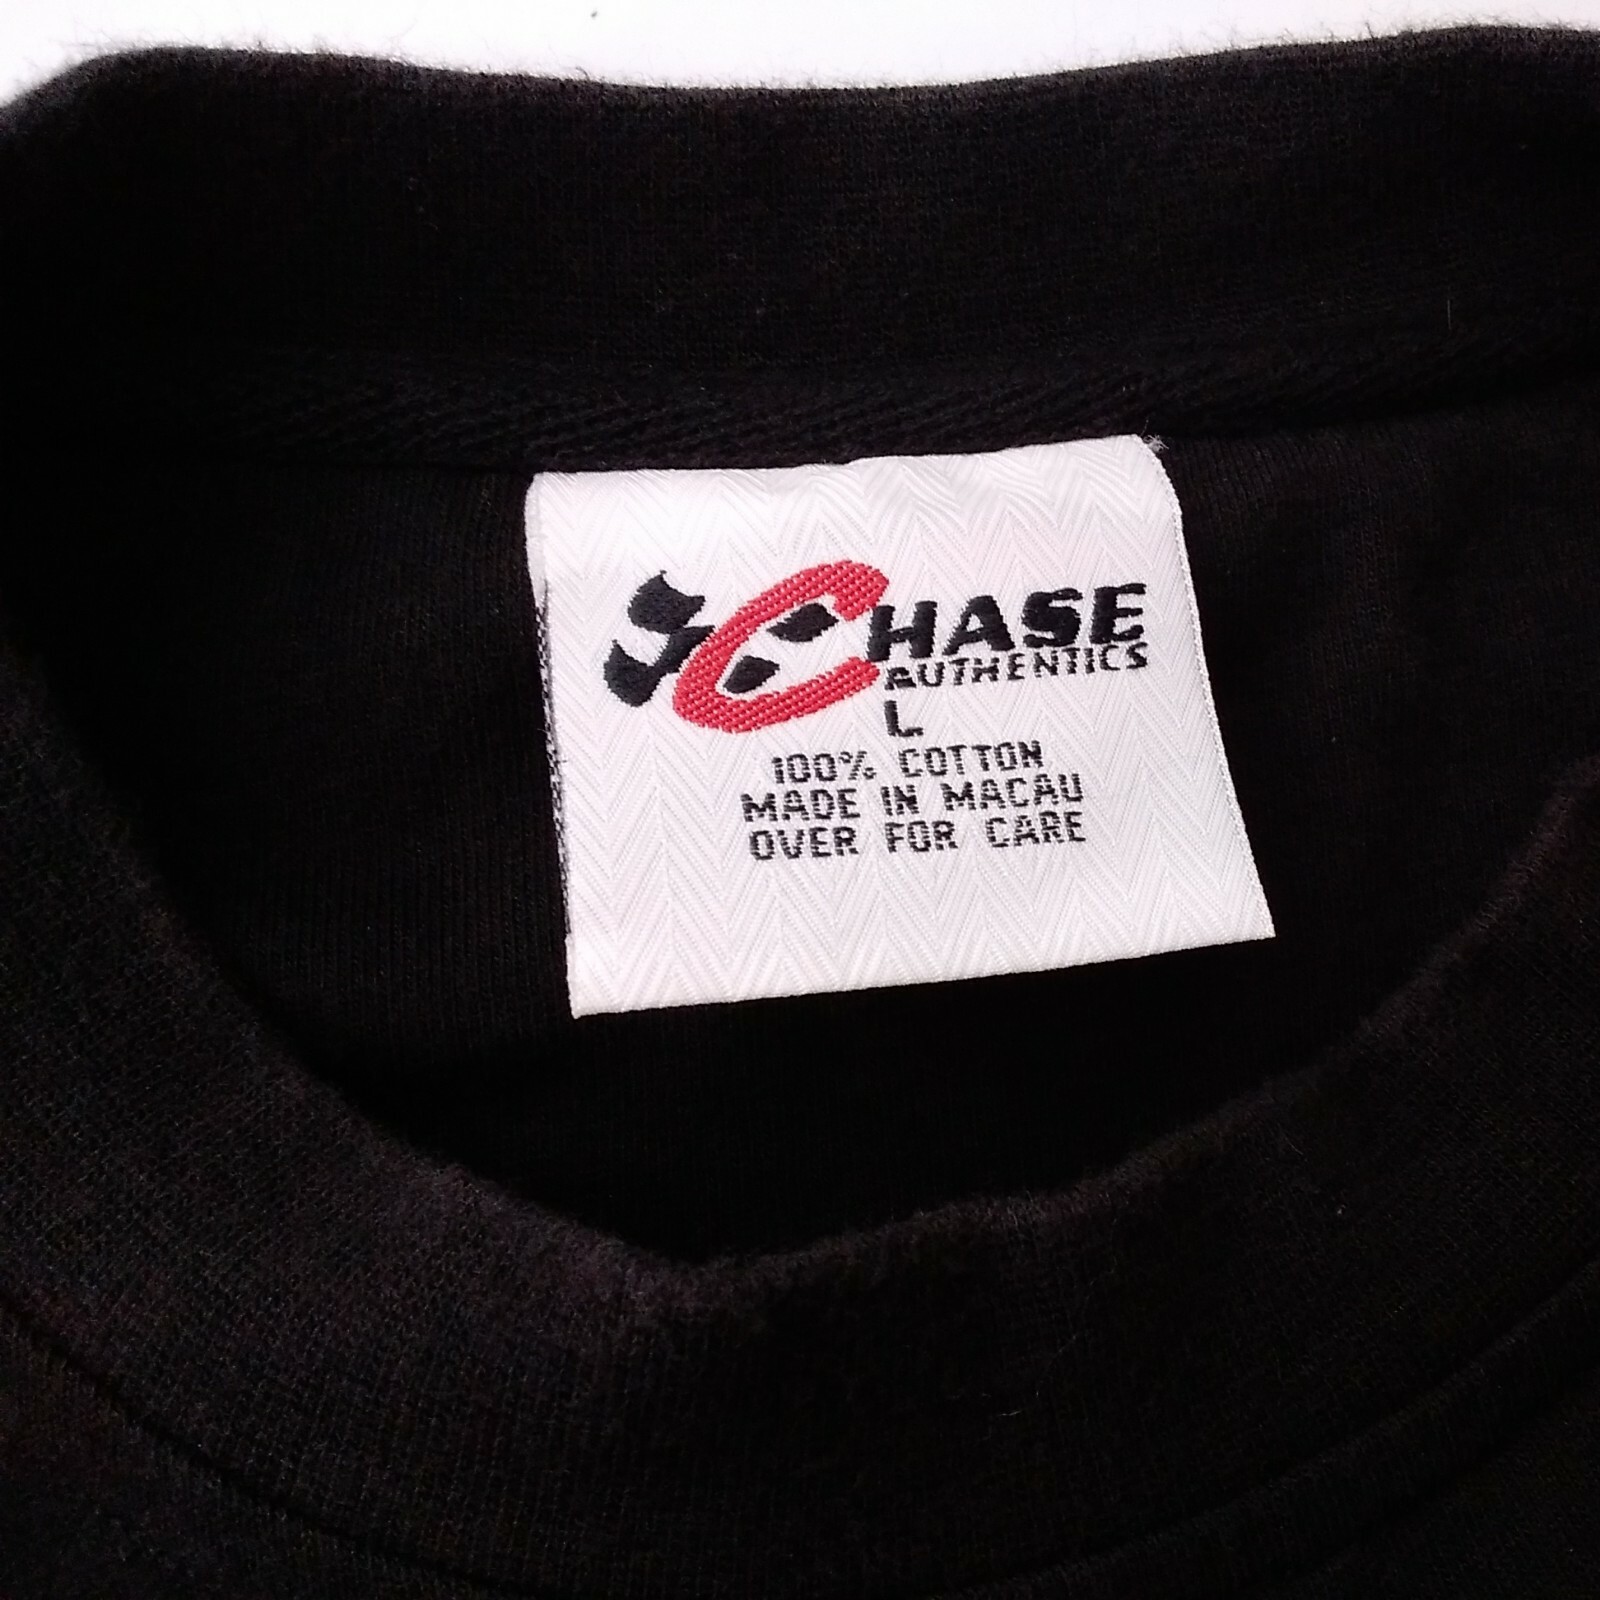 CHASE
AUTHENTICS
L
100% COTTON
MADE IN MACAU
OVER FOR CARE